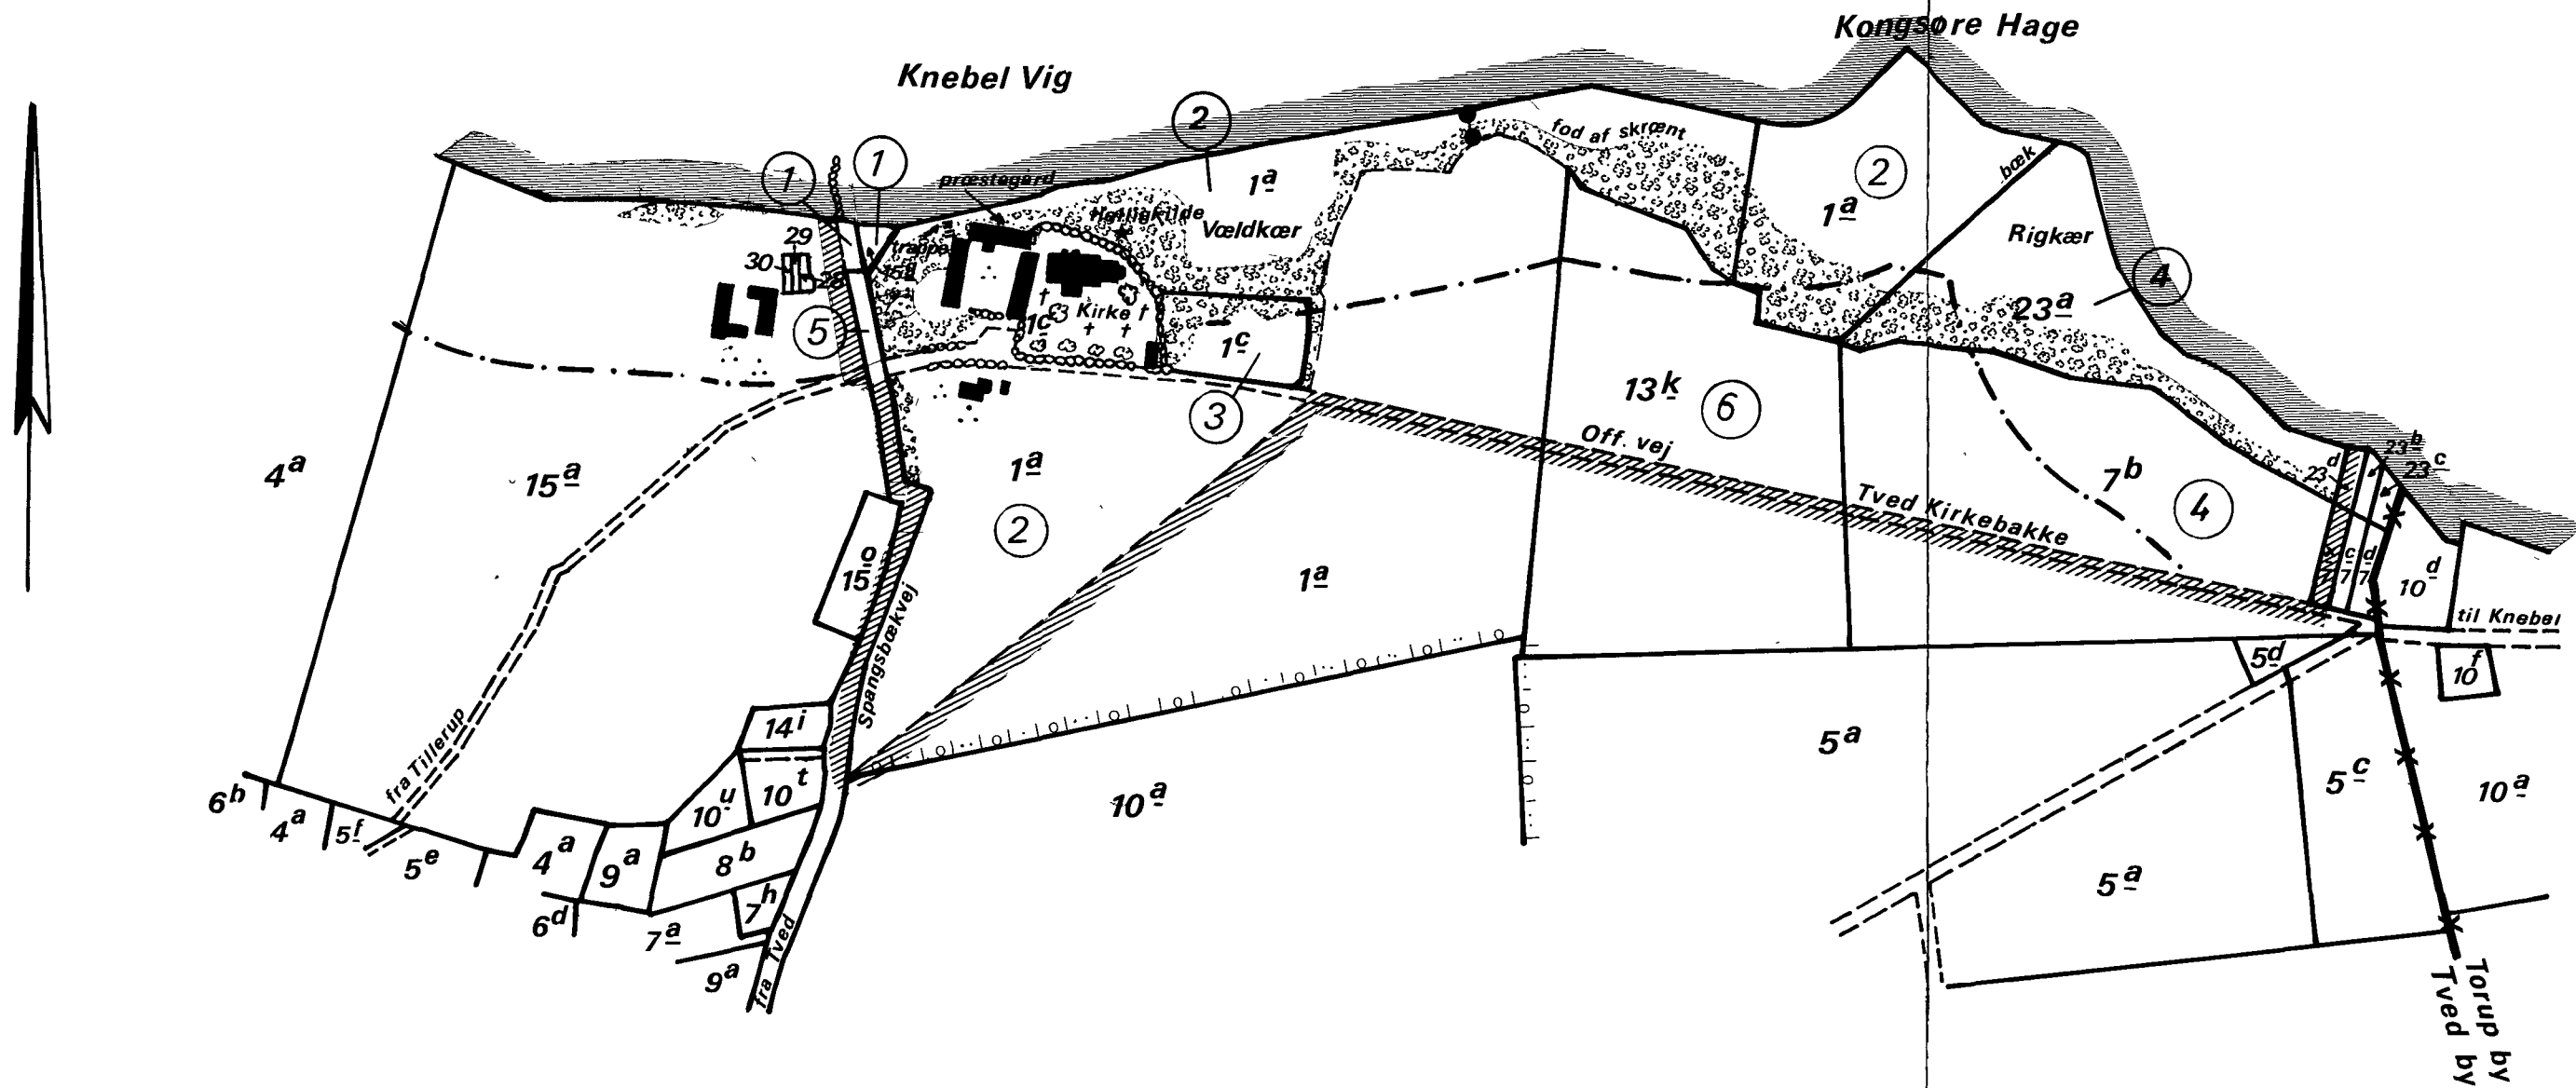 Kongsøre Hage
Knebel Vig
2
fod af skrænt
1
1
præstegård
1a
2
bæk
Helligkilde
Vældkær
1a
Rigkær
29
30
28
trappe
4
5
Kirke
1c
1c
23a
3
13k
6
Off. vej
4a
15a
1a
2
7b
4
23d
23b
23c
Tved Kirkebakke
15o
1a
7c
7d
10d
til Knebel
Spangsbækvej
5d
10f
14i
fra Tillerup
5a
10t
10u
10a
5c
10a
6b
4a
5f
5e
4a
9a
8b
5a
7h
6d
7a
fra Tved
9a
Torup by
Tved by